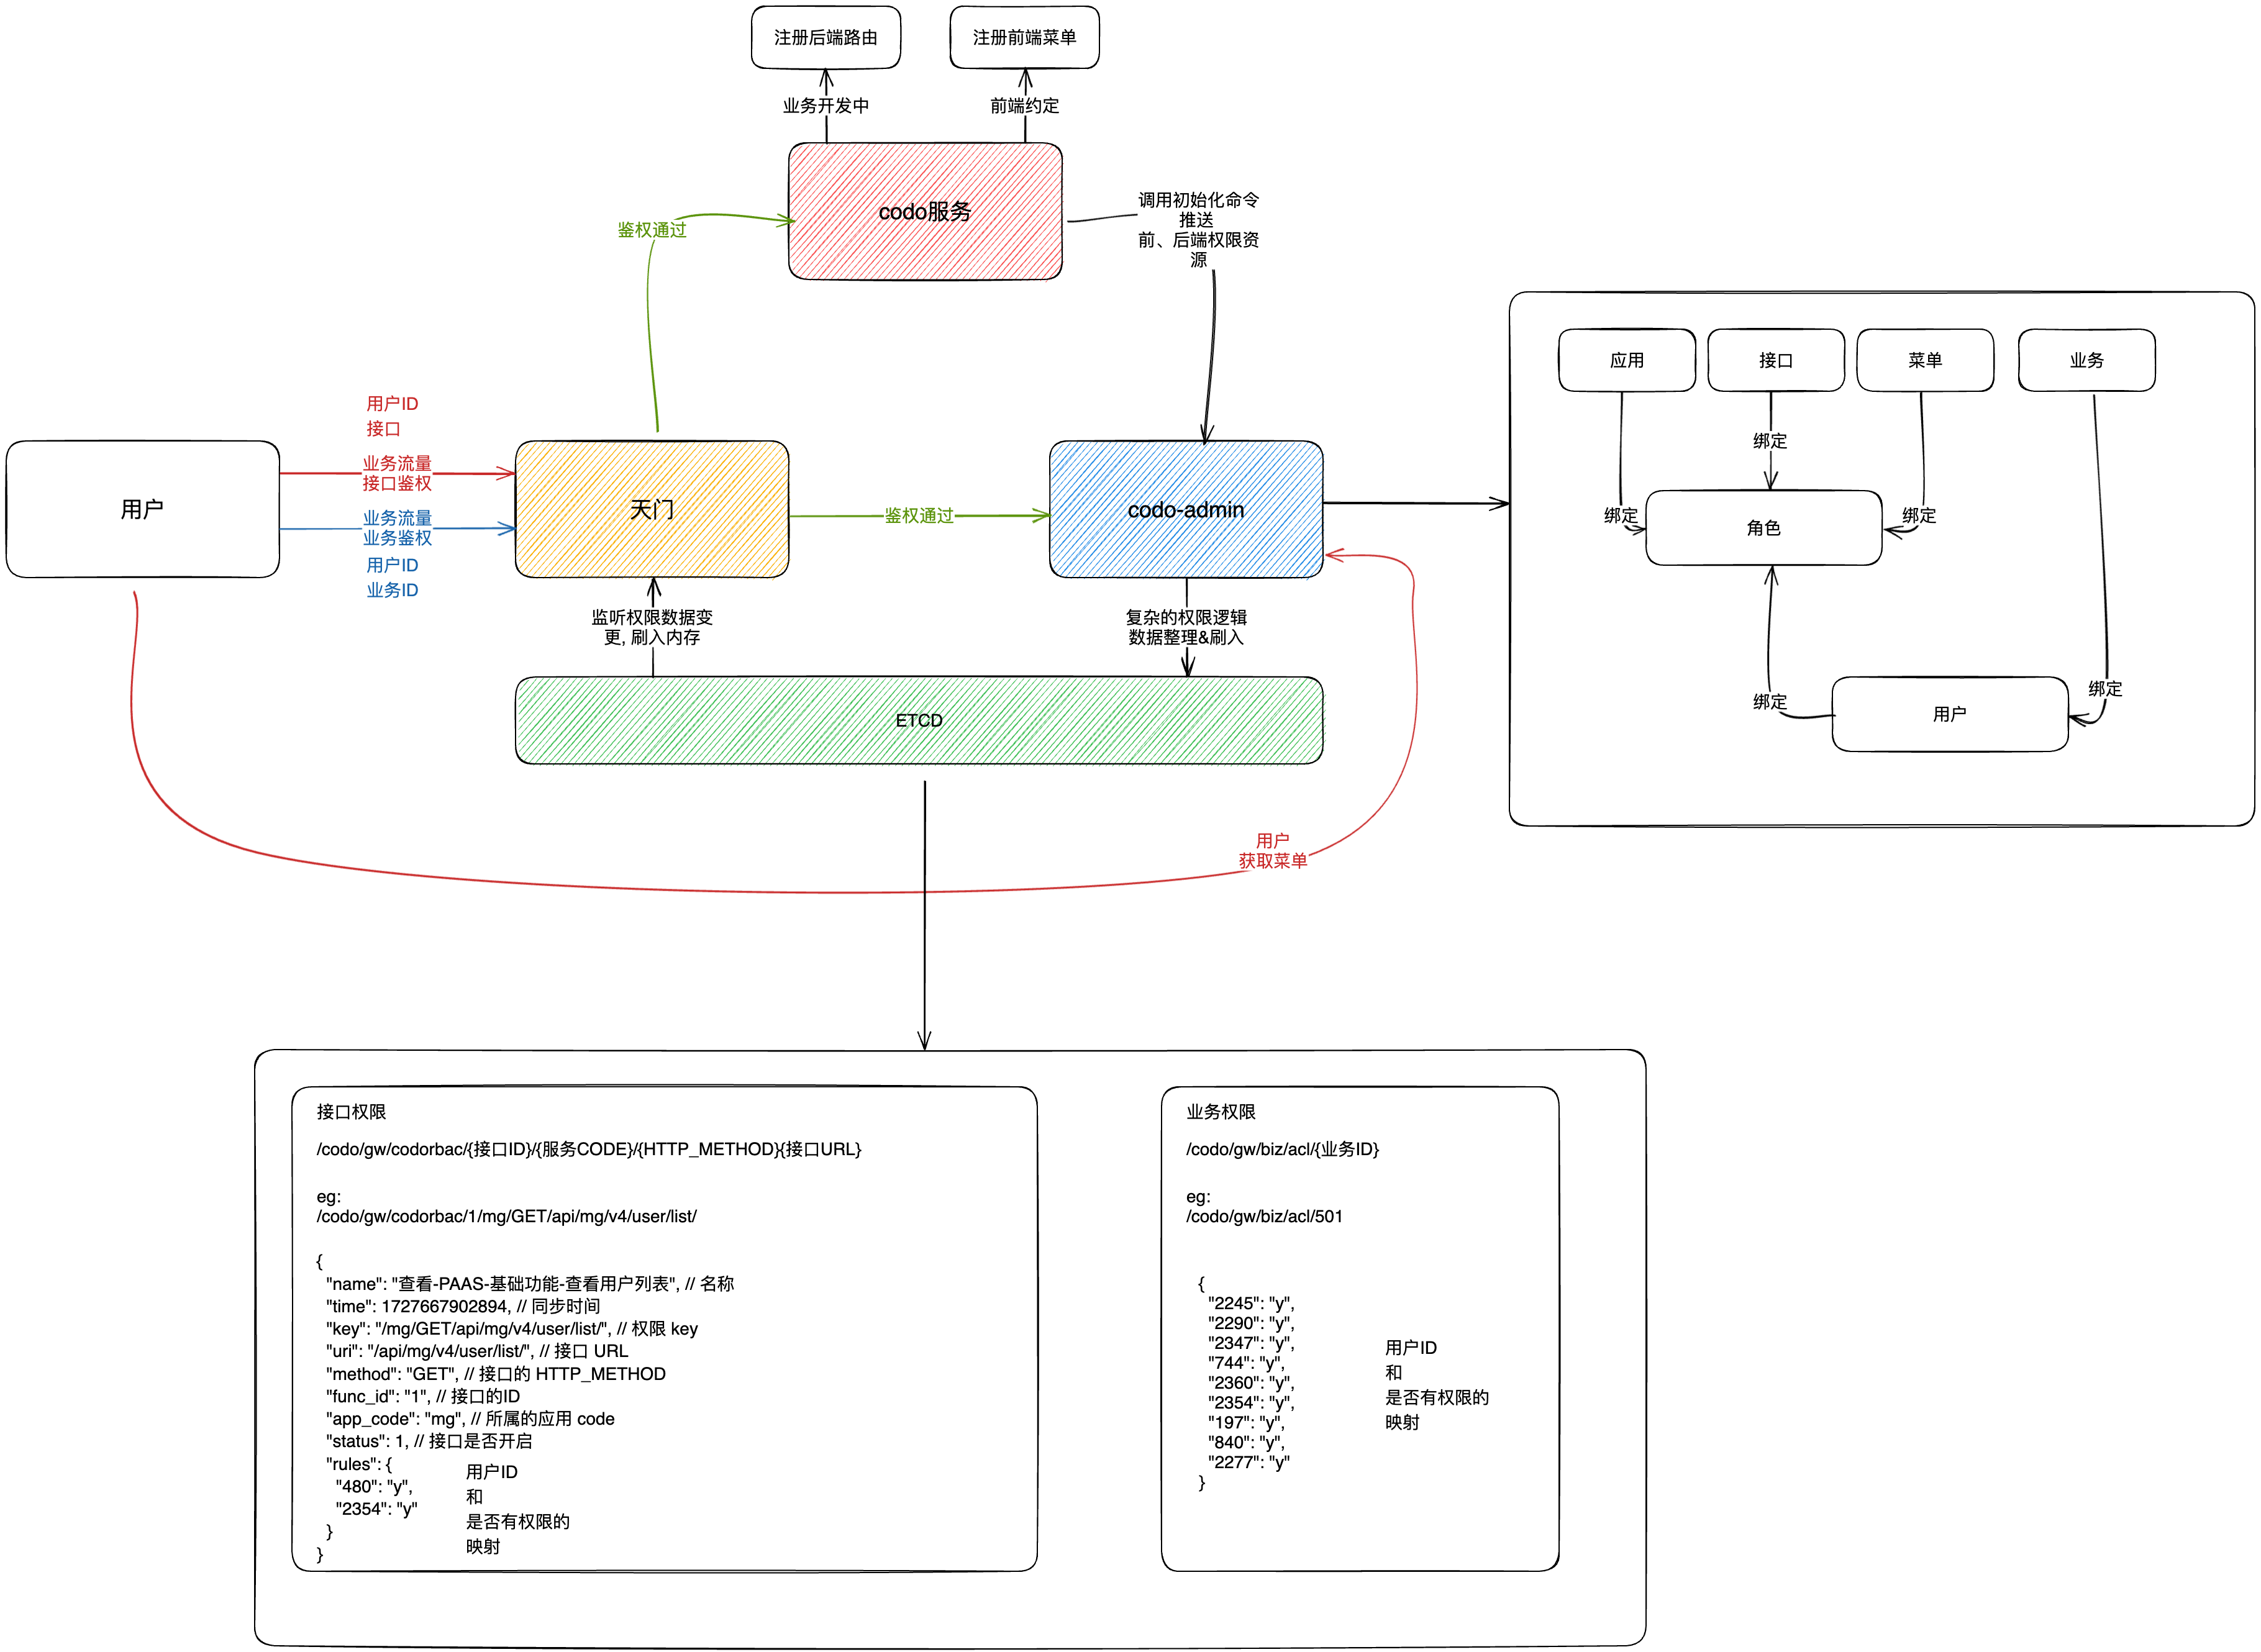 注册后端路由
注册前端菜单
业务开发中
前端约定
codo服务
鉴权通过
调用初始化命令
推送
前、后端权限资
源
应用
接口
菜单
业务
用户ID
接口
业务流量
接口鉴权
用户
天门
鉴权通过
codo-admin
业务流量
业务鉴权
用户ID
业务ID
绑定
绑定
角色
绑定
监听权限数据变
更, 刷入内存
复杂的权限逻辑
数据整理&刷入
绑定
绑定
用户
ETCD
用户
获取菜单
接口权限
/codo/gw/codorbac/{接口ID}/{服务CODE}/{HTTP_METHOD}{接口URL}
eg:
/codo/gw/codorbac/1/mg/GET/api/mg/v4/user/list/
{
"name": "查看-PAAS-基础功能-查看用户列表", // 名称
"time": 1727667902894, // 同步时间
"key": "/mg/GET/api/mg/v4/user/list/", // 权限 key
"uri": "/api/mg/v4/user/list/", // 接口 URL
"method": "GET", // 接口的 HTTP_METHOD
"func_id": "1", // 接口的ID
"app_code": "mg", // 所属的应用 code
"status": 1, // 接口是否开启
"rules": {
"480": "y",
"2354": "y"
}
}
用户ID
和
是否有权限的
映射
业务权限
/codo/gw/biz/acl/{业务ID}
eg:
/codo/gw/biz/acl/501
{
"2245": "y",
"2290": "y",
"2347": "y",
"744": "y",
"2360": "y",
"2354": "y",
"197": "y",
"840": "y",
"2277": "y"
}
用户ID
和
是否有权限的
映射